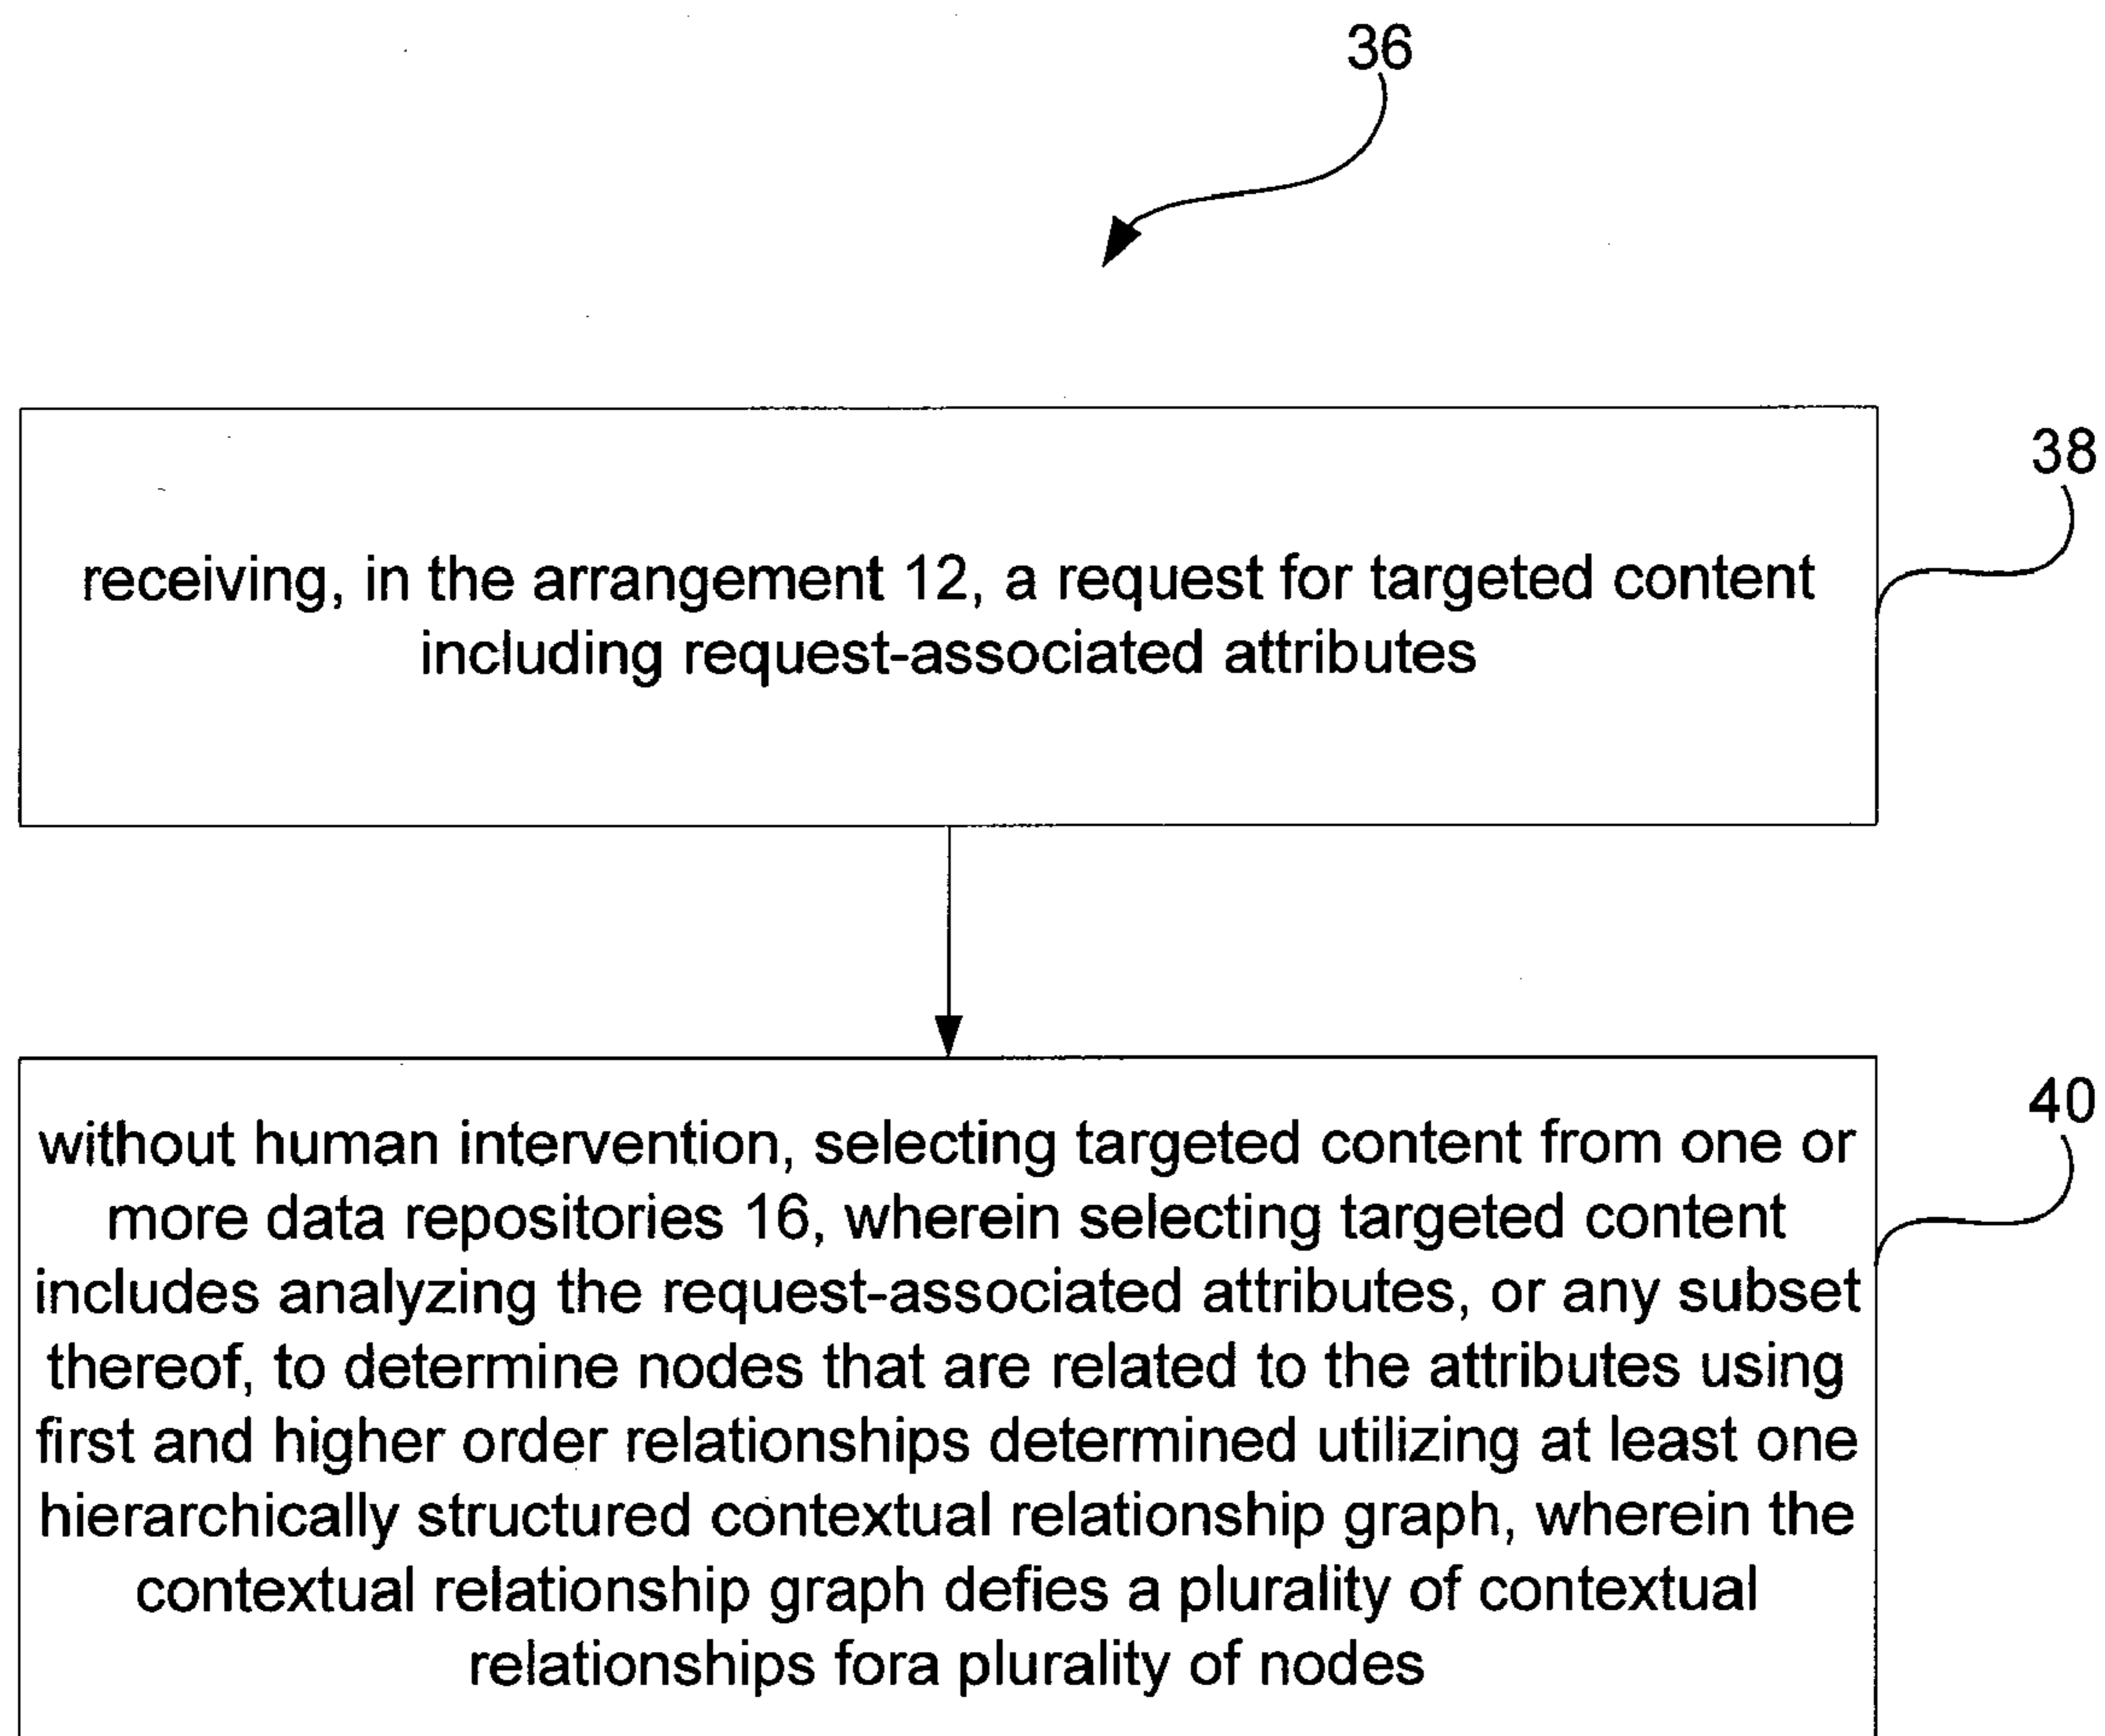 36
38
receiving, in the arrangement 12, a request for targeted content
including request-associated attributes
40
without human intervention, selecting targeted content from one or
more data repositories 16, wherein selecting targeted content
includes analyzing the request-associated attributes, or any subset
thereof, to determine nodes that are related to the attributes using
first and higher order relationships determined utilizing at least one
hierarchically structured contextual relationship graph, wherein the
contextual relationship graph defies a plurality of contextual
relationships fora plurality of nodes